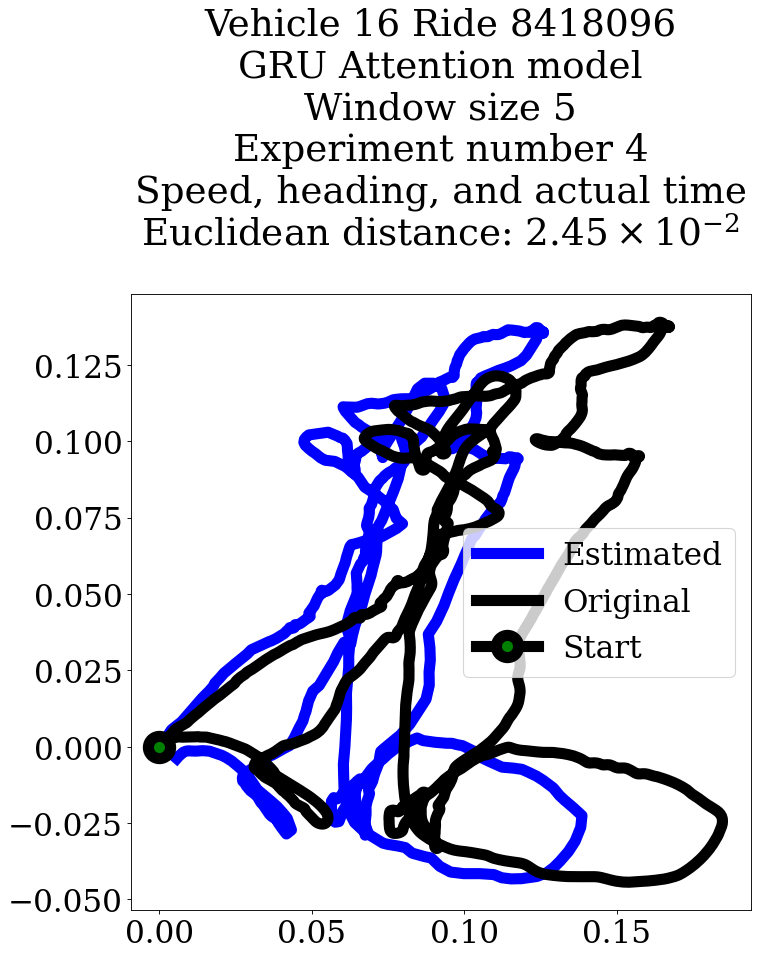 Vehicle 16 Ride 8418096
GRU Attention model
Window size 5
Experiment number 4
Speed, heading, and actual time
Euclidean distance: 2.45 × 10⁻²
0.125
0.100
0.075
0.050
0.025
0.000
−0.025
−0.050
Estimated
Original
Start
0.00 0.05 0.10 0.15